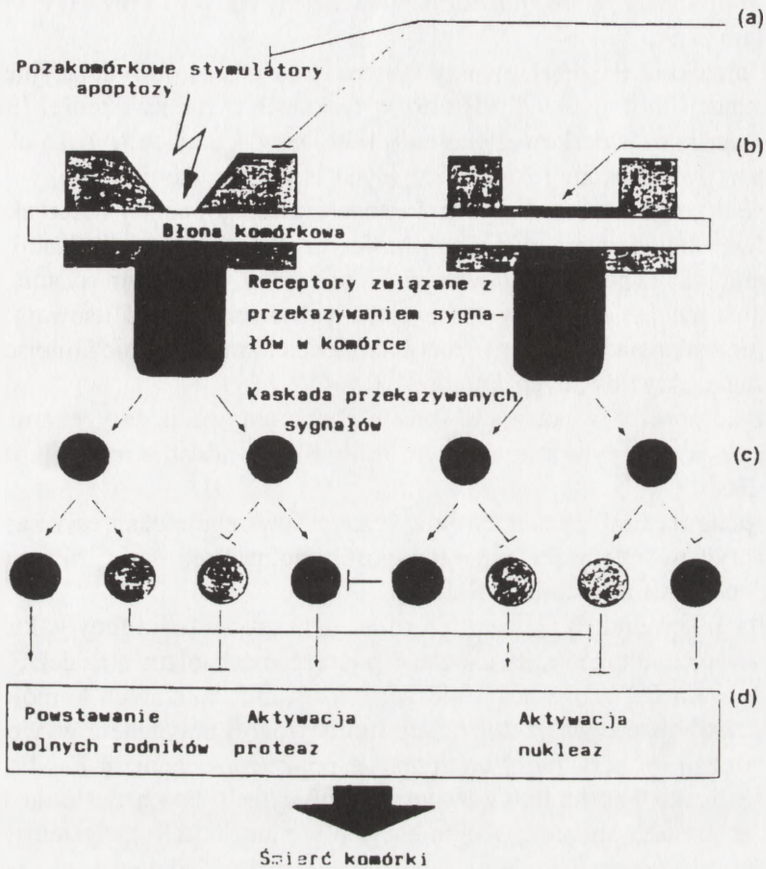 (a)
Pozakomórkowe stymulatory
apoptozy
(b)
Błona komórkowa
Receptory związane z
przekazywaniem sygna-
łów w komórce
Kaskada przekazywanych
sygnałów
(c)
(d)
Powstawanie
wolnych rodników
Aktywacja
proteaz
Aktywacja
nukleaz
Śmierć komórki